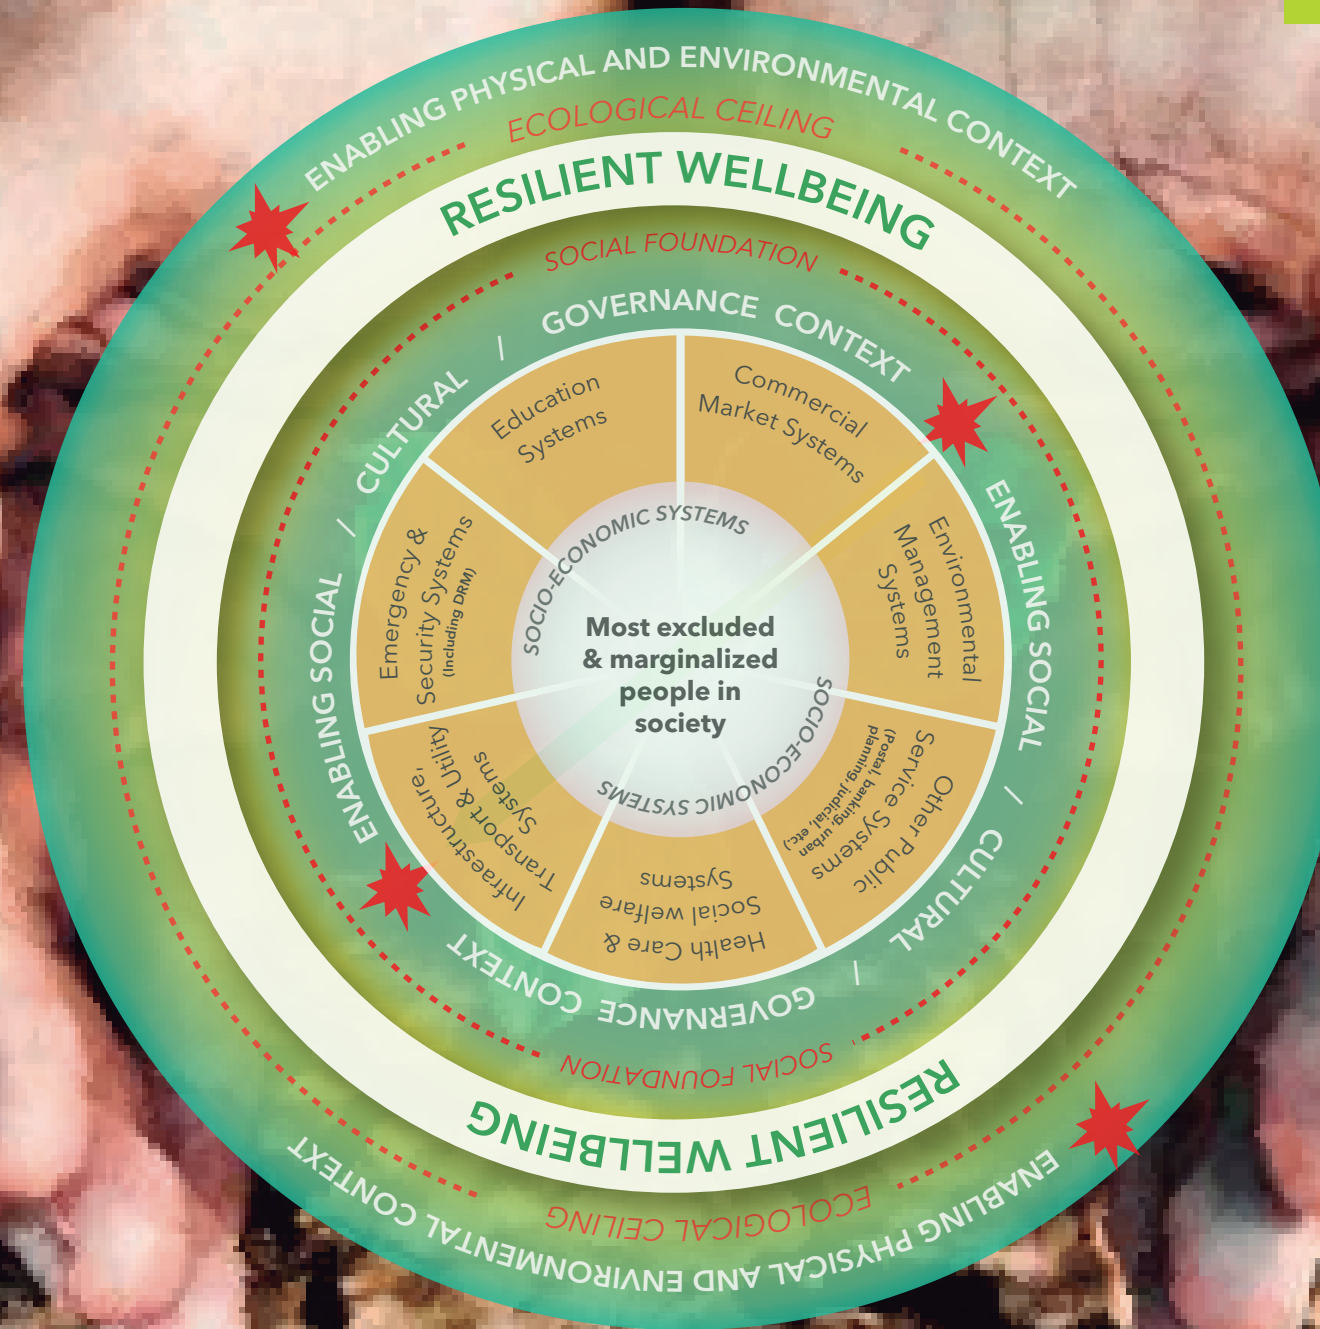 ENABLING PHYSICAL AND ENVIRONMENTAL CONTEXT
ECOLOGICAL CEILING
RESILIENT WELLBEING
SOCIAL FOUNDATION
ENABLING SOCIAL / CULTURAL / GOVERNANCE CONTEXT
Education
Systems
Commercial
Market Systems
Emergency &
Security Systems
(Including DRM)
Environmental
Management
Systems
SOCIO-ECONOMIC SYSTEMS
Most excluded
& marginalized
people in
society
SOCIO-ECONOMIC SYSTEMS
Infraestructure,
Transport & Utility
Systems
Health Care &
Social welfare
Systems
Other Public
Service Systems
(Postal, banking, urban
planning, judicial, etc.)
ENABLING SOCIAL / CULTURAL / GOVERNANCE CONTEXT
SOCIAL FOUNDATION
RESILIENT WELLBEING
ECOLOGICAL CEILING
ENABLING PHYSICAL AND ENVIRONMENTAL CONTEXT